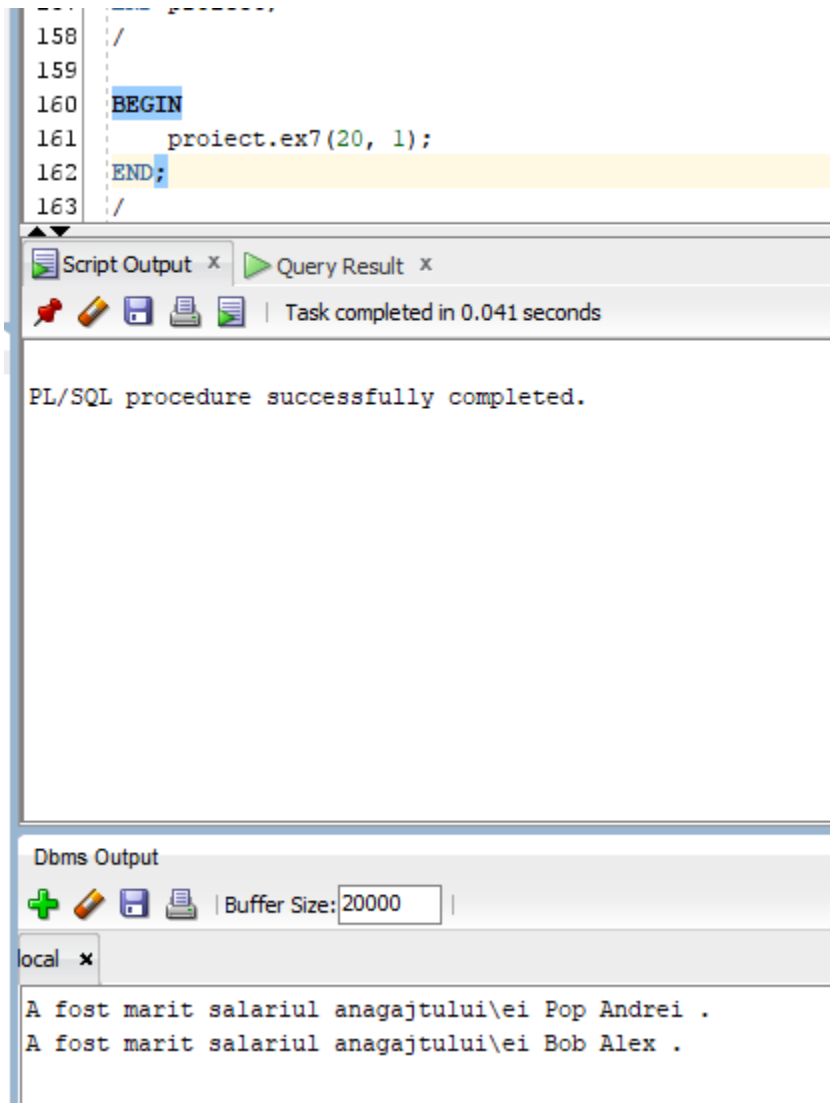 158 /
159
160 BEGIN
161 proiect.ex7(20, 1);
162 END;
163 /
Script Output x Query Result x
Task completed in 0.041 seconds
PL/SQL procedure successfully completed.
Dbms Output
Buffer Size: 20000
local x
A fost marit salariul anagajtului\ei Pop Andrei .
A fost marit salariul anagajtului\ei Bob Alex .